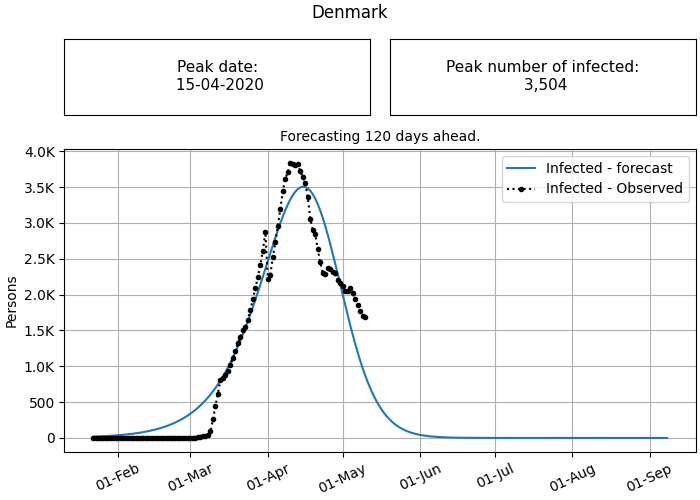 Denmark
Peak date:
15-04-2020
Peak number of infected:
3,504
Forecasting 120 days ahead.
4.0K
3.5K
3.0K
2.5K
2.0K
1.5K
1.0K
500
0
Persons
Infected - forecast
Infected - Observed
01-Feb
01-Mar
01-Apr
01-May
01-Jun
01-Jul
01-Aug
01-Sep